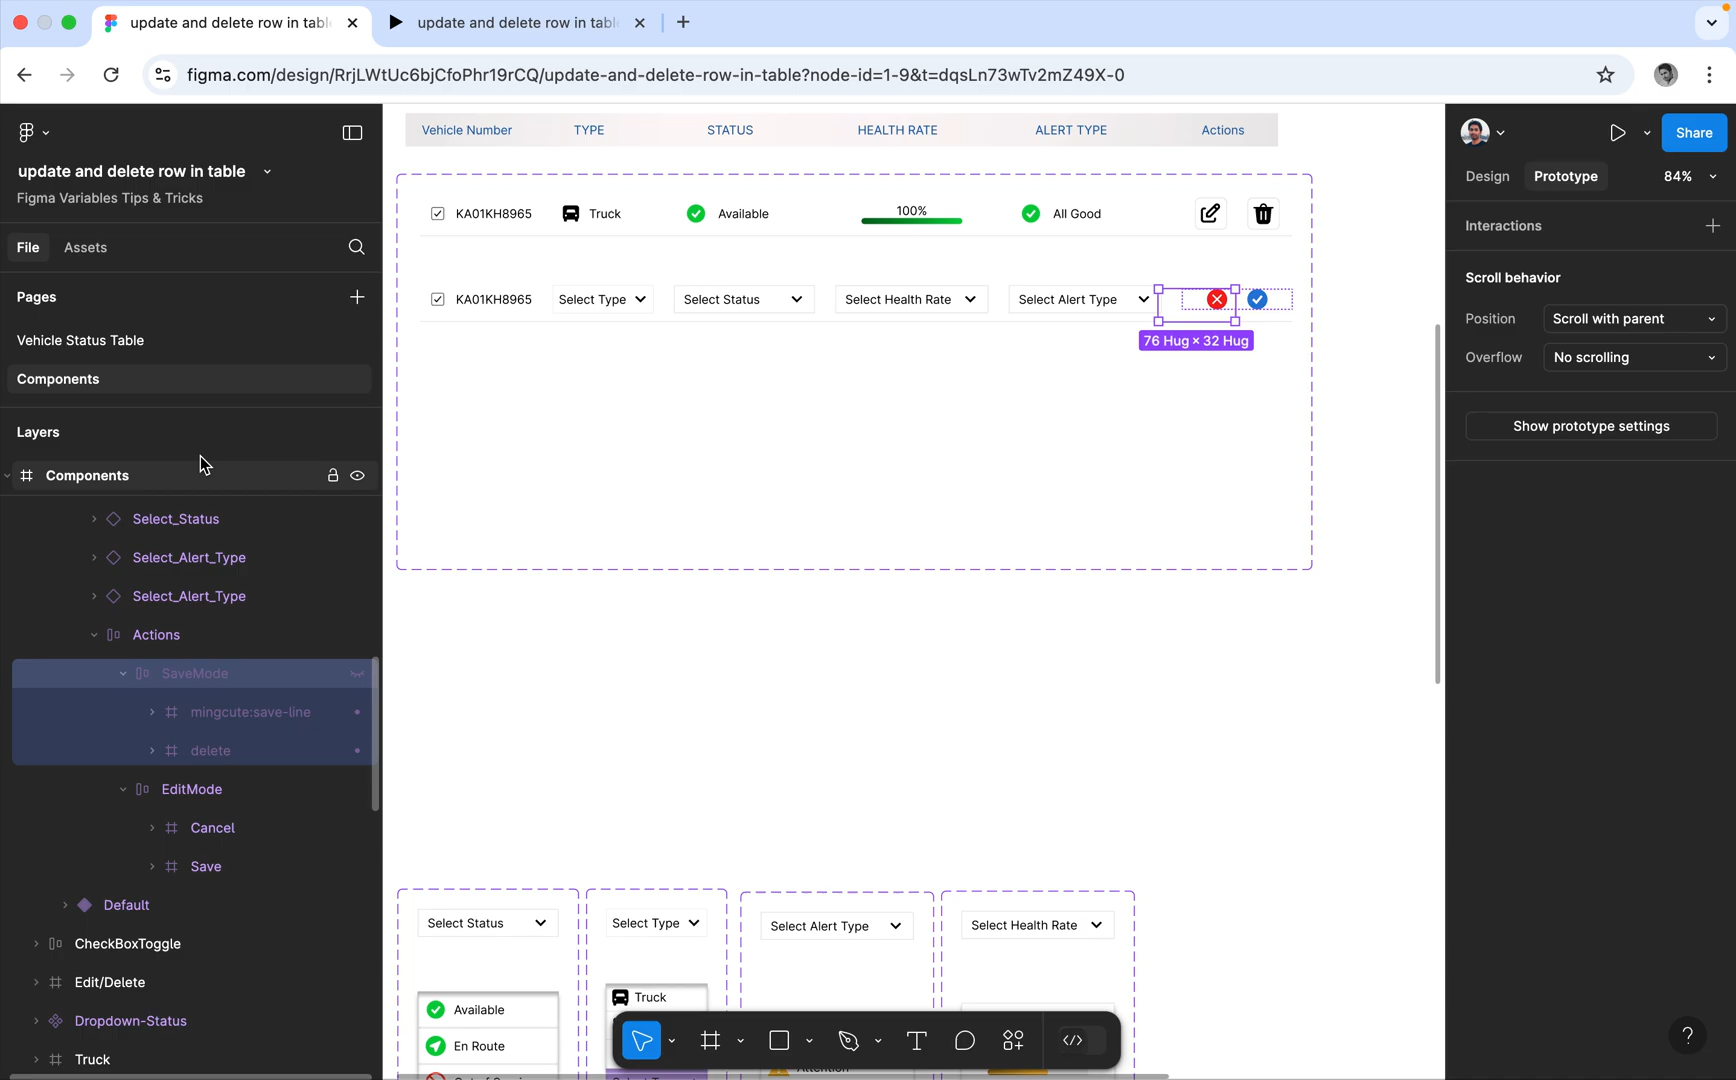 update and delete row in tabl
update and delete row in tabl
figma.com/design/RrjLWtUc6bjCfoPhr19rCQ/update-and-delete-row-in-table?node-id=1-9&t=dqsLn73wTv2mZ49X-0
update and delete row in table
Figma Variables Tips & Tricks
File
Assets
Pages
Vehicle Status Table
Components
Layers
Components
Select_Status
Select_Alert_Type
Select_Alert_Type
Actions
SaveMode
mingcute:save-line
delete
EditMode
Cancel
Save
Default
CheckBoxToggle
Edit/Delete
Dropdown-Status
Truck
Vehicle Number TYPE STATUS HEALTH RATE ALERT TYPE Actions
KA01KH8965 Truck Available 100% All Good
KA01KH8965 Select Type Select Status Select Health Rate Select Alert Type
76 Hug × 32 Hug
Select Status Select Type Select Alert Type Select Health Rate
Available
En Route
Truck
Share
Design
Prototype
84%
Interactions
Scroll behavior
Position Scroll with parent
Overflow No scrolling
Show prototype settings
?